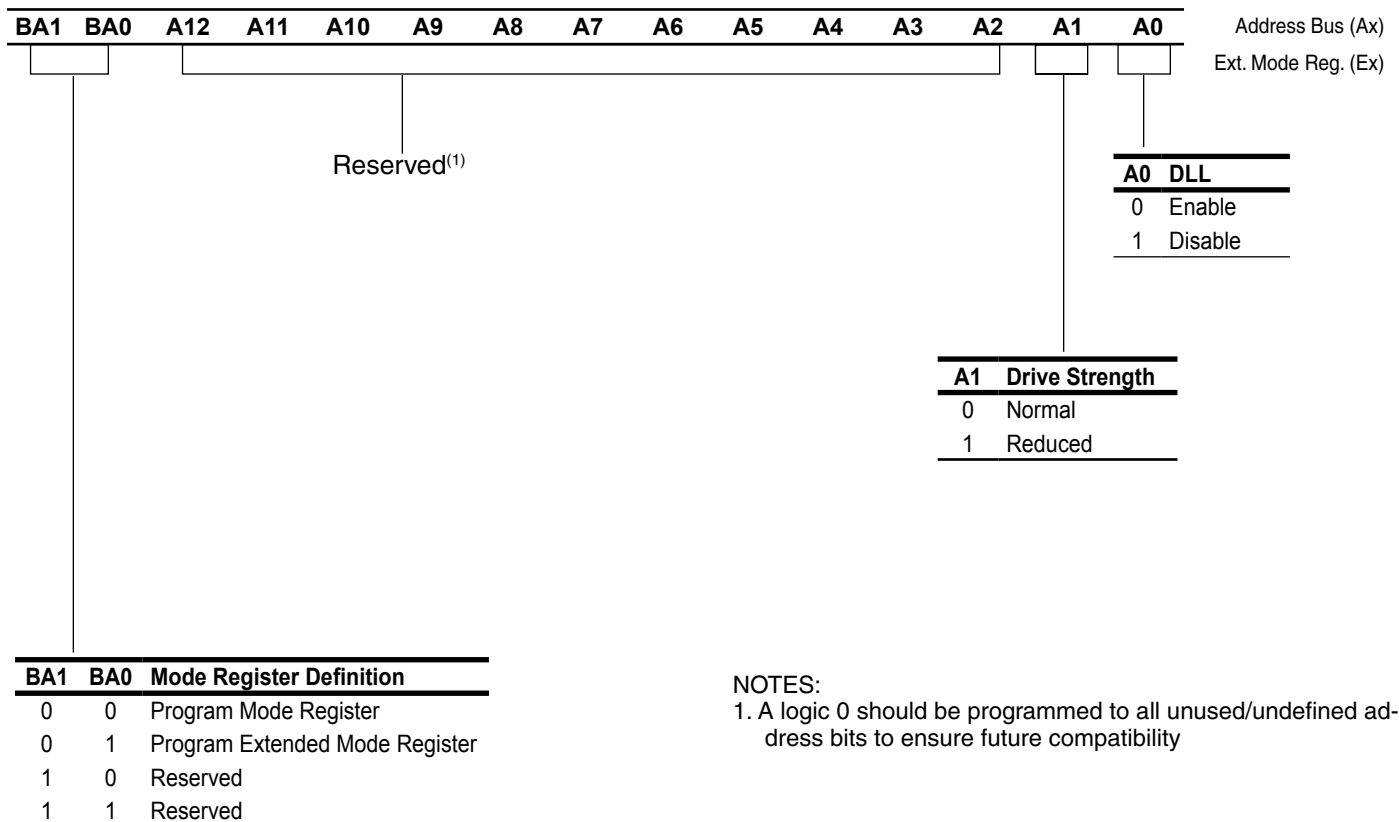 BA1 BA0 A12 A11 A10 A9 A8 A7 A6 A5 A4 A3 A2 A1 A0 Address Bus (Ax)
Ext. Mode Reg. (Ex)
Reserved(1)
A0 DLL
0 Enable
1 Disable
A1 Drive Strength
0 Normal
1 Reduced
BA1 BA0 Mode Register Definition
0 0 Program Mode Register
0 1 Program Extended Mode Register
1 0 Reserved
1 1 Reserved
NOTES:
1. A logic 0 should be programmed to all unused/undefined ad-
dress bits to ensure future compatibility